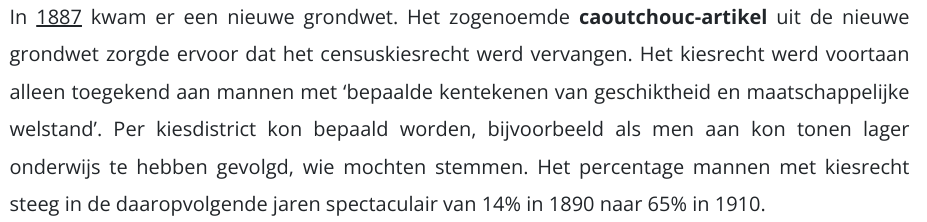 In 1887 kwam er een nieuwe grondwet. Het zogenoemde caoutchouc-artikel uit de nieuwe
grondwet zorgde ervoor dat het censuskiesrecht werd vervangen. Het kiesrecht werd voortaan
alleen toegekend aan mannen met ‘bepaalde kentekenen van geschiktheid en maatschappelijke
welstand’. Per kiesdistrict kon bepaald worden, bijvoorbeeld als men aan kon tonen lager
onderwijs te hebben gevolgd, wie mochten stemmen. Het percentage mannen met kiesrecht
steeg in de daaropvolgende jaren spectaculair van 14% in 1890 naar 65% in 1910.